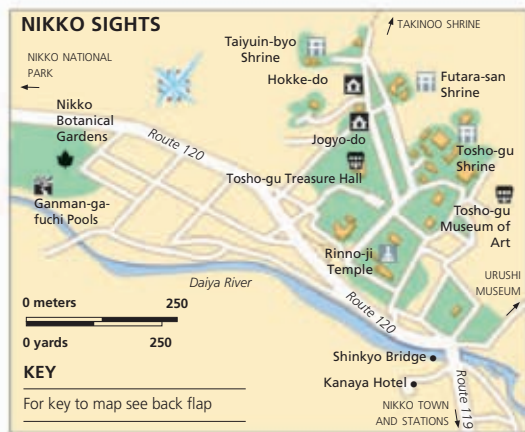 NIKKO SIGHTS
TAKINOO SHRINE
Taiyuin-byo
Shrine
NIKKO NATIONAL
PARK
Hokke-do
Futara-san
Shrine
Nikko
Botanical
Gardens
Route 120
Jogyo-do
Tosho-gu
Shrine
Tosho-gu Treasure Hall
Ganman-ga-
fuchi Pools
Tosho-gu
Museum of
Art
Rinno-ji
Temple
Daiya River
URUSHI
MUSEUM
0 meters 250
0 yards 250
Route 120
Shinkyo Bridge
KEY
Kanaya Hotel
Route 119
For key to map see back flap
NIKKO TOWN
AND STATIONS